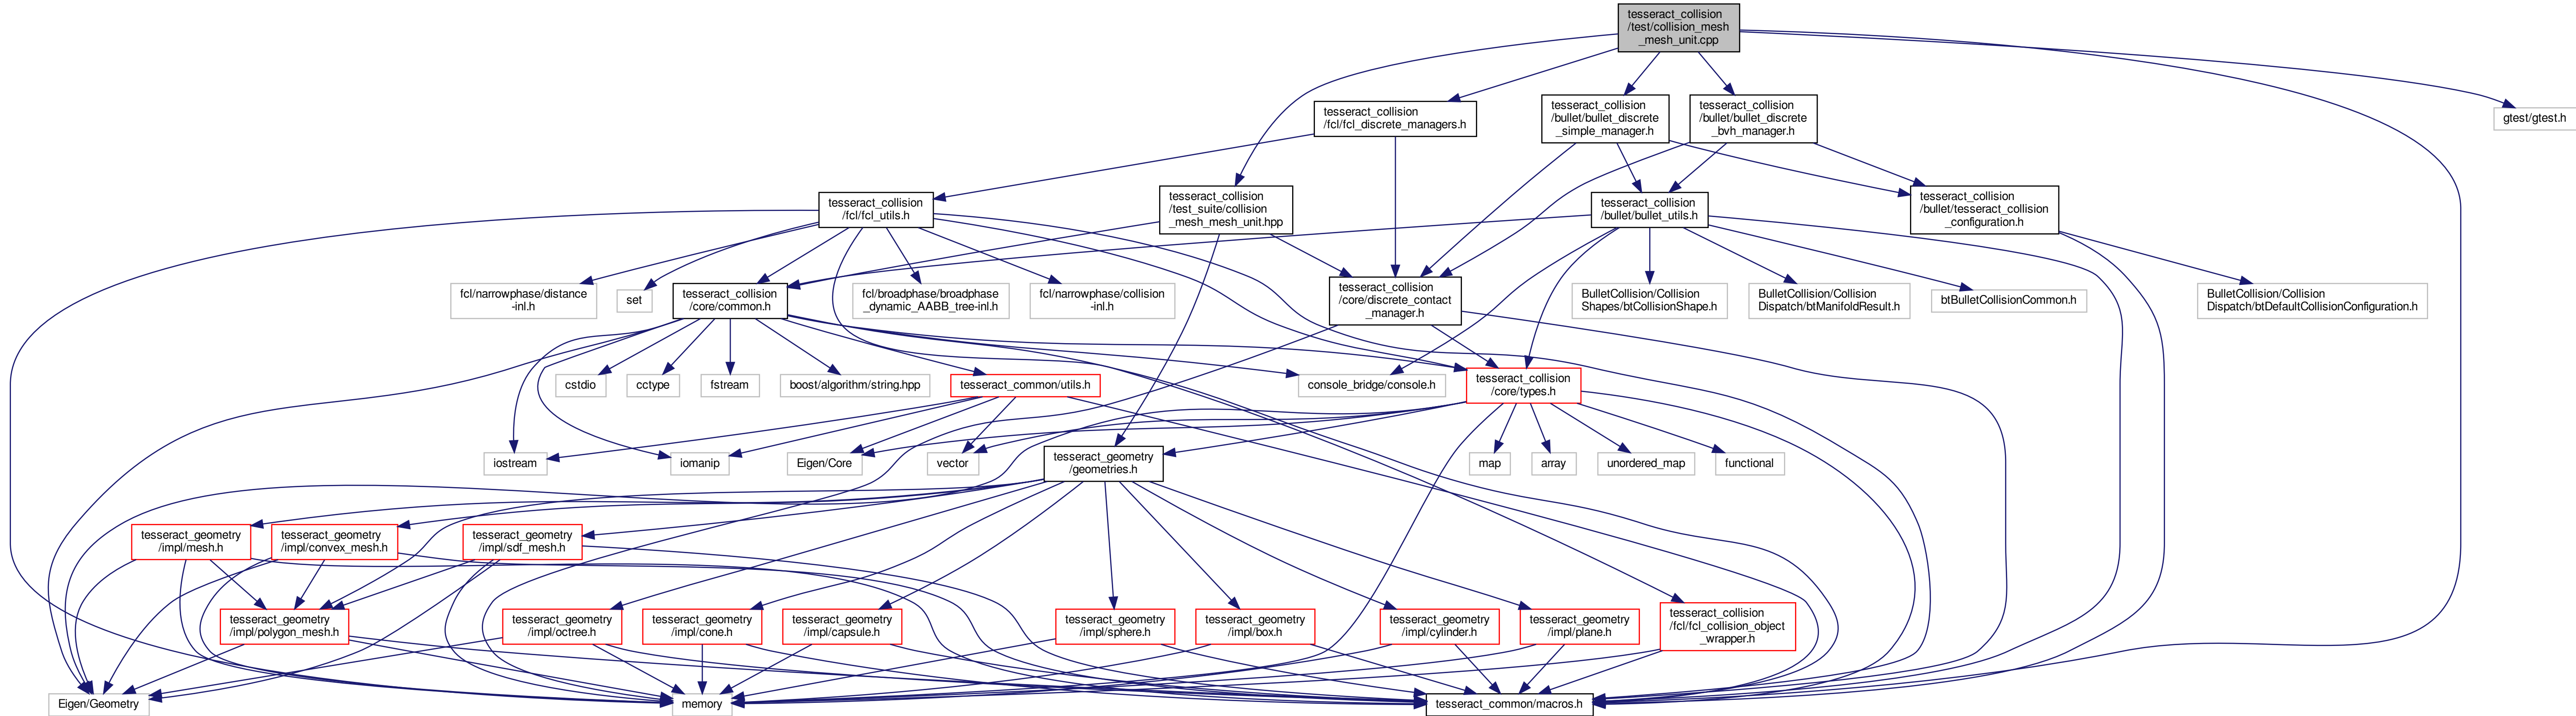 tesseract_collision
/test/collision_mesh
_mesh_unit.cpp
tesseract_collision
/fcl/fcl_discrete_managers.h
tesseract_collision
/bullet/bullet_discrete
_simple_manager.h
tesseract_collision
/bullet/bullet_discrete
_bvh_manager.h
gtest/gtest.h
tesseract_collision
/fcl/fcl_utils.h
tesseract_collision
/test_suite/collision
_mesh_mesh_unit.hpp
tesseract_collision
/bullet/bullet_utils.h
tesseract_collision
/bullet/tesseract_collision
_configuration.h
fcl/narrowphase/distance
-inl.h
set
tesseract_collision
/core/common.h
fcl/broadphase/broadphase
_dynamic_AABB_tree-inl.h
fcl/narrowphase/collision
-inl.h
tesseract_collision
/core/discrete_contact
_manager.h
BulletCollision/Collision
Shapes/btCollisionShape.h
BulletCollision/Collision
Dispatch/btManifoldResult.h
btBulletCollisionCommon.h
BulletCollision/Collision
Dispatch/btDefaultCollisionConfiguration.h
cstdio
cctype
fstream
boost/algorithm/string.hpp
tesseract_common/utils.h
console_bridge/console.h
tesseract_collision
/core/types.h
iostream
iomanip
Eigen/Core
vector
tesseract_geometry
/geometries.h
map
array
unordered_map
functional
tesseract_geometry
/impl/mesh.h
tesseract_geometry
/impl/convex_mesh.h
tesseract_geometry
/impl/sdf_mesh.h
tesseract_geometry
/impl/polygon_mesh.h
tesseract_geometry
/impl/octree.h
tesseract_geometry
/impl/cone.h
tesseract_geometry
/impl/capsule.h
tesseract_geometry
/impl/sphere.h
tesseract_geometry
/impl/box.h
tesseract_geometry
/impl/cylinder.h
tesseract_geometry
/impl/plane.h
tesseract_collision
/fcl/fcl_collision_object
_wrapper.h
Eigen/Geometry
memory
tesseract_common/macros.h